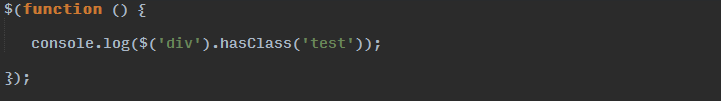 $(function () {
console.log($('div').hasClass('test'));
});